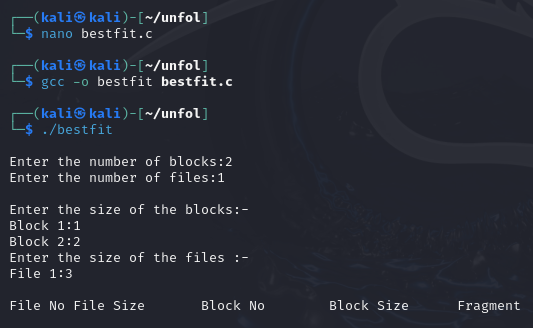 ┌──(kali㉿kali)-[~/unfol]
└─$ nano bestfit.c
┌──(kali㉿kali)-[~/unfol]
└─$ gcc -o bestfit bestfit.c
┌──(kali㉿kali)-[~/unfol]
└─$ ./bestfit
Enter the number of blocks:2
Enter the number of files:1
Enter the size of the blocks:-
Block 1:1
Block 2:2
Enter the size of the files :-
File 1:3
File No File Size Block No Block Size Fragment